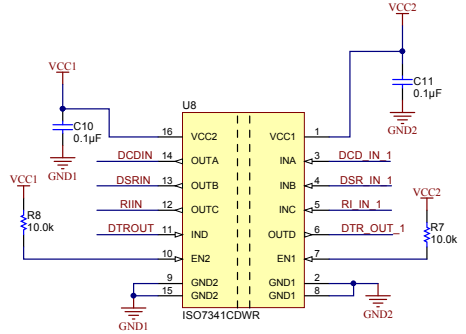 VCC2
VCC1
C11
0.1µF
GND2
U8
C10
0.1µF
GND1
16 VCC2 VCC1 1
DCDIN 14 OUTA INA 3 DCD_IN_1
DSRIN 13 OUTB INB 4 DSR_IN_1
VCC1
VCC2
RIIN 12 OUTC INC 5 RI_IN_1
R8
10.0k
DTROUT 11 IND OUTD 6 DTR_OUT_1
R7
10.0k
10 EN2 EN1 7
9 GND2 GND1 2
15 GND2 GND1 8
ISO7341CDWR
GND1
GND2